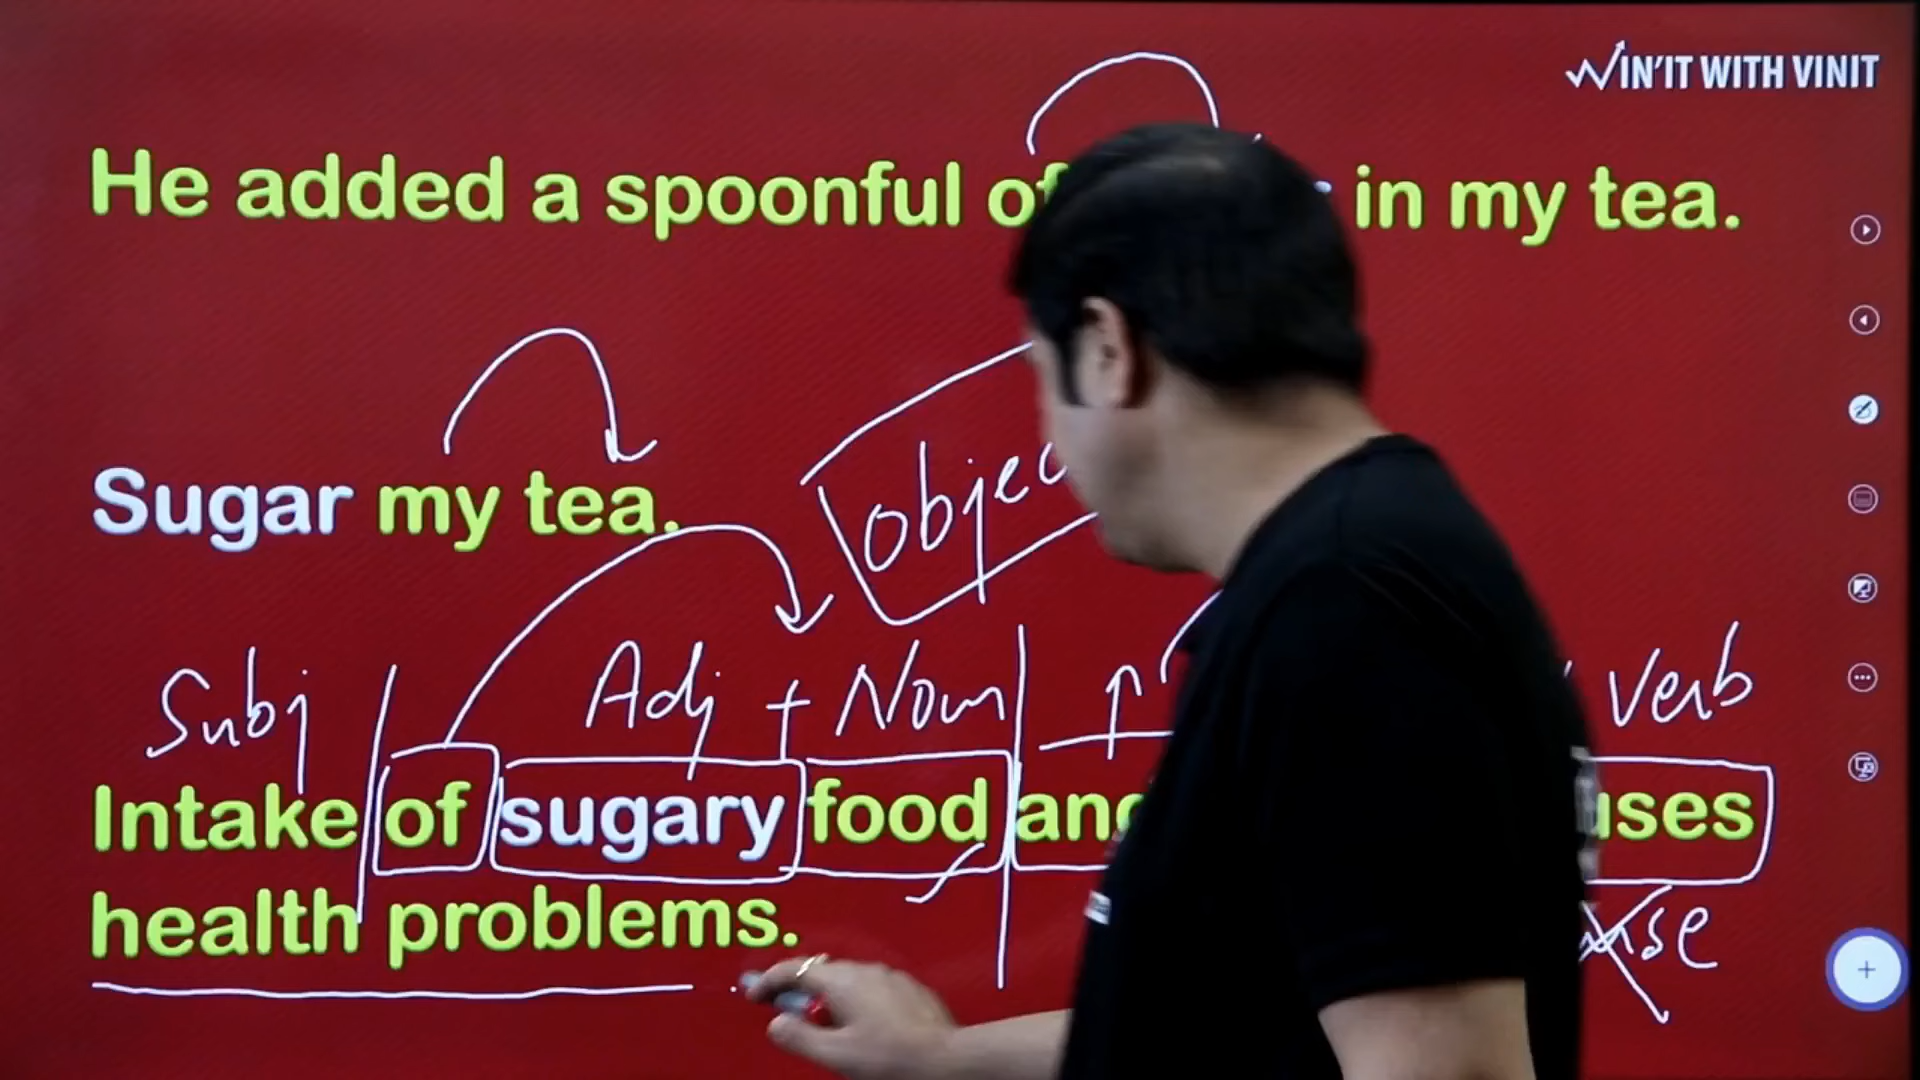 WIN'IT WITH VINIT
He added a spoonful of in my tea.
Sugar my tea.
objec
Subj Adj + Noun verb
Intake of sugary food and uses
health problems.